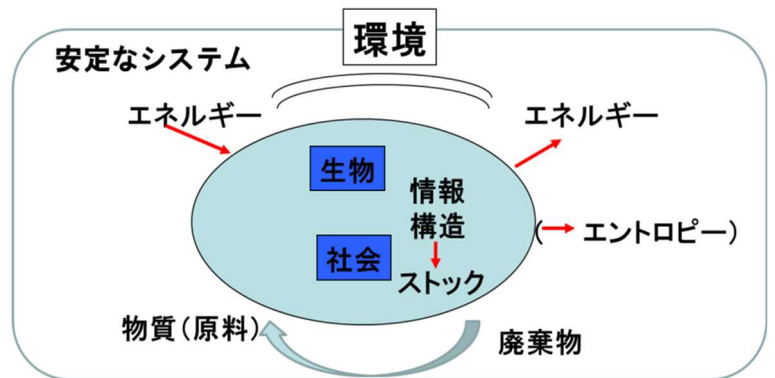 環境
安定なシステム
エネルギー
エネルギー
生物
情報
構造
(→ エントロピー)
社会
ストック
物質(原料)
廃棄物